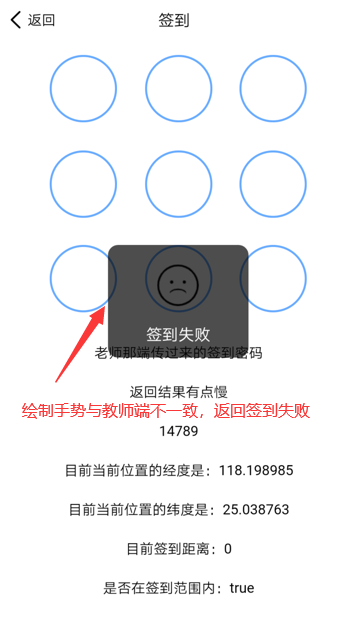 返回
签到
签到失败
老师那端传过来的签到密码
返回结果有点慢
绘制手势与教师端不一致，返回签到失败
14789
目前当前位置的经度是：118.198985
目前当前位置的纬度是：25.038763
目前签到距离：0
是否在签到范围内：true